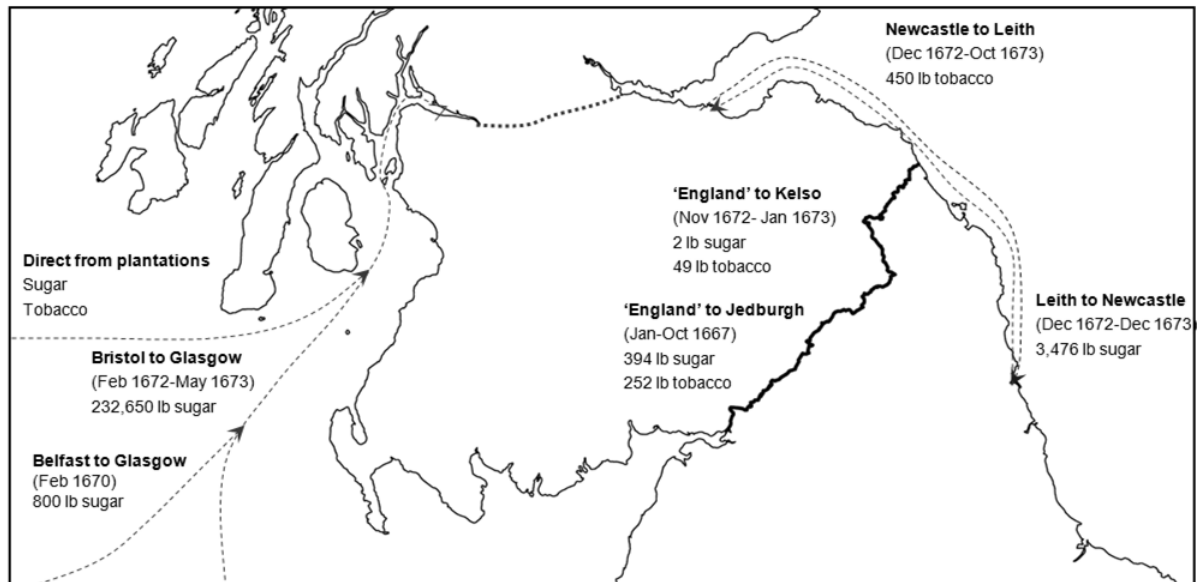 Newcastle to Leith
(Dec 1672-Oct 1673)
450 lb tobacco
‘England’ to Kelso
(Nov 1672- Jan 1673)
2 lb sugar
49 lb tobacco
Direct from plantations
Sugar
Tobacco
‘England’ to Jedburgh
(Jan-Oct 1667)
394 lb sugar
252 lb tobacco
Leith to Newcastle
(Dec 1672-Dec 1673)
3,476 lb sugar
Bristol to Glasgow
(Feb 1672-May 1673)
232,650 lb sugar
Belfast to Glasgow
(Feb 1670)
800 lb sugar